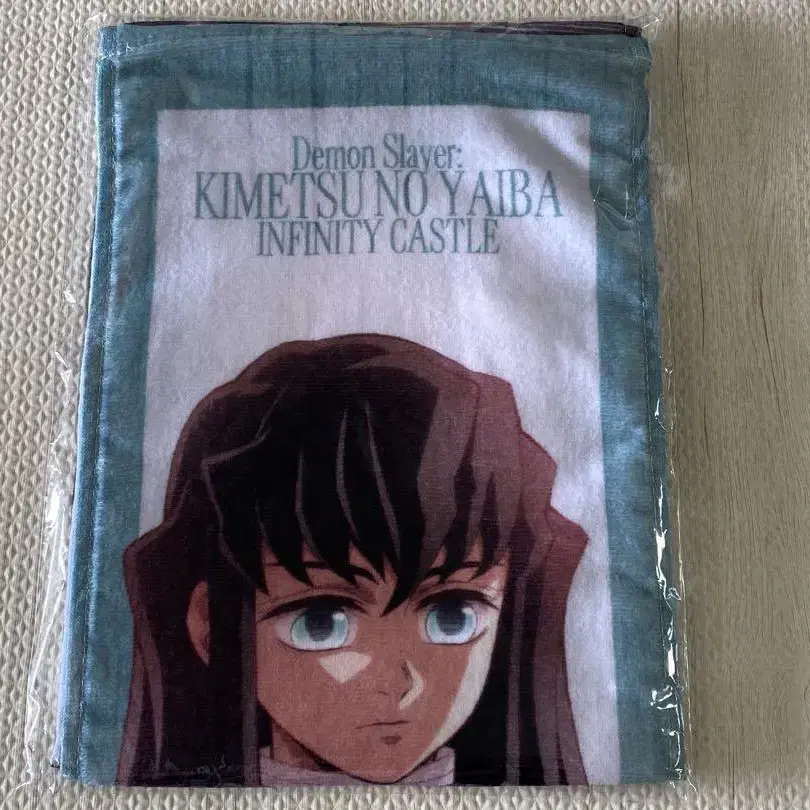 Demon Slayer:
KIMETSU NO YAIBA
INFINITY CASTLE